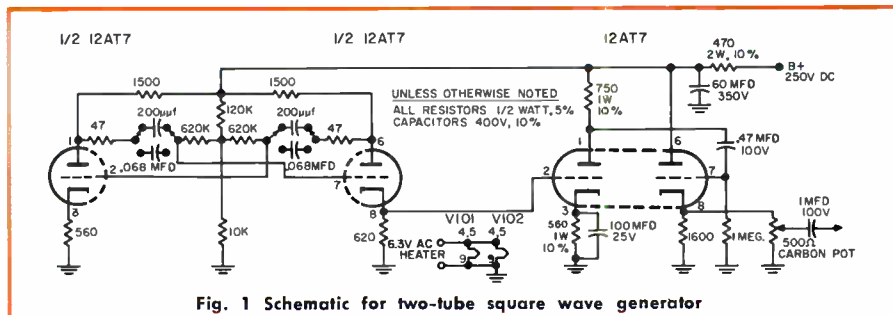 1/2 12AT7
1/2 12AT7
12AT7
470
2W, 10%
B+
250V DC
1500
1500
UNLESS OTHERWISE NOTED
ALL RESISTORS 1/2 WATT, 5%
CAPACITORS 400V, 10%
750
1W
10%
60 MFD
350V
200µµf
120K
200µµf
1
47
620K
620K
47
6
1
6
.47 MFD
100V
2
.068 MFD
.068MFD
7
2
7
3
8
3
8
560
10K
620
V101
V102
4,5
4,5
6.3V AC
HEATER
9
9
560
1W
10%
100MFD
25V
1600
1 MEG.
500Ω
CARBON POT
1MFD
100V
Fig. 1 Schematic for two-tube square wave generator